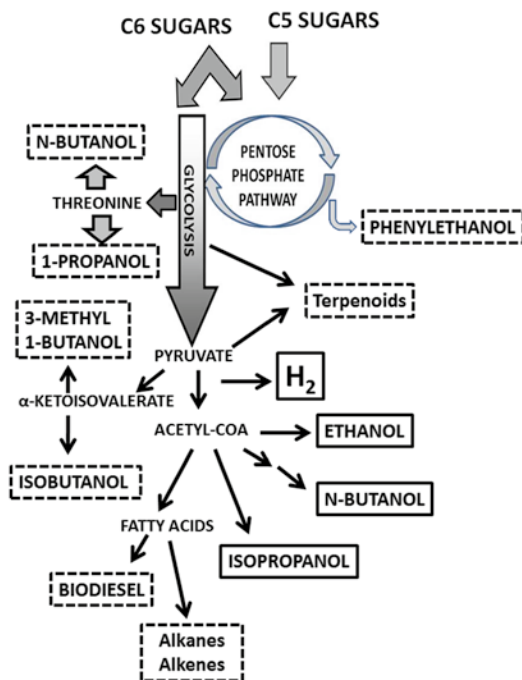 C6 SUGARS
C5 SUGARS
N-BUTANOL
THREONINE
1-PROPANOL
GLYCOLYSIS
PENTOSE
PHOSPHATE
PATHWAY
PHENYLETHANOL
3-METHYL
1-BUTANOL
Terpenoids
PYRUVATE
H2
α-KETOISOVALERATE
ACETYL-COA
ETHANOL
ISOBUTANOL
N-BUTANOL
FATTY ACIDS
ISOPROPANOL
BIODIESEL
Alkanes
Alkenes